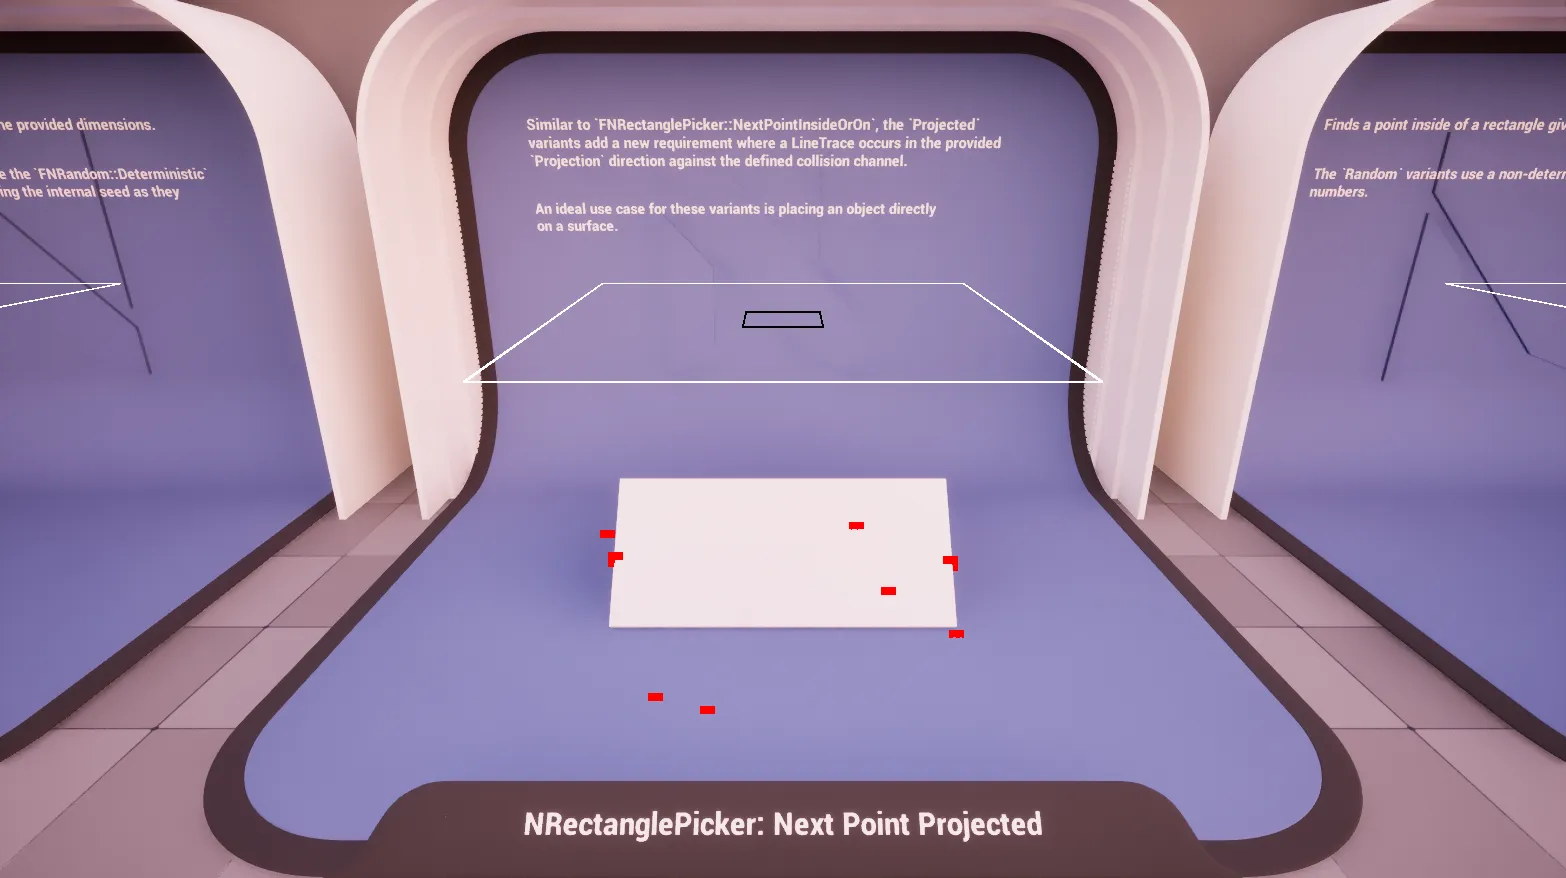 ne provided dimensions.
e the `FNRandom::Deterministic`
ing the internal seed as they
Similar to `FNRectanglePicker::NextPointInsideOrOn`, the `Projected`
variants add a new requirement where a LineTrace occurs in the provided
`Projection` direction against the defined collision channel.
An ideal use case for these variants is placing an object directly
on a surface.
Finds a point inside of a rectangle giv
The `Random` variants use a non-deterr
numbers.
NRectanglePicker: Next Point Projected